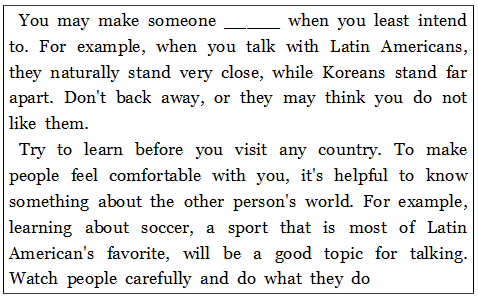 You may make someone ______ when you least intend
to. For example, when you talk with Latin Americans,
they naturally stand very close, while Koreans stand far
apart. Don't back away, or they may think you do not
like them.
Try to learn before you visit any country. To make
people feel comfortable with you, it's helpful to know
something about the other person's world. For example,
learning about soccer, a sport that is most of Latin
American's favorite, will be a good topic for talking.
Watch people carefully and do what they do